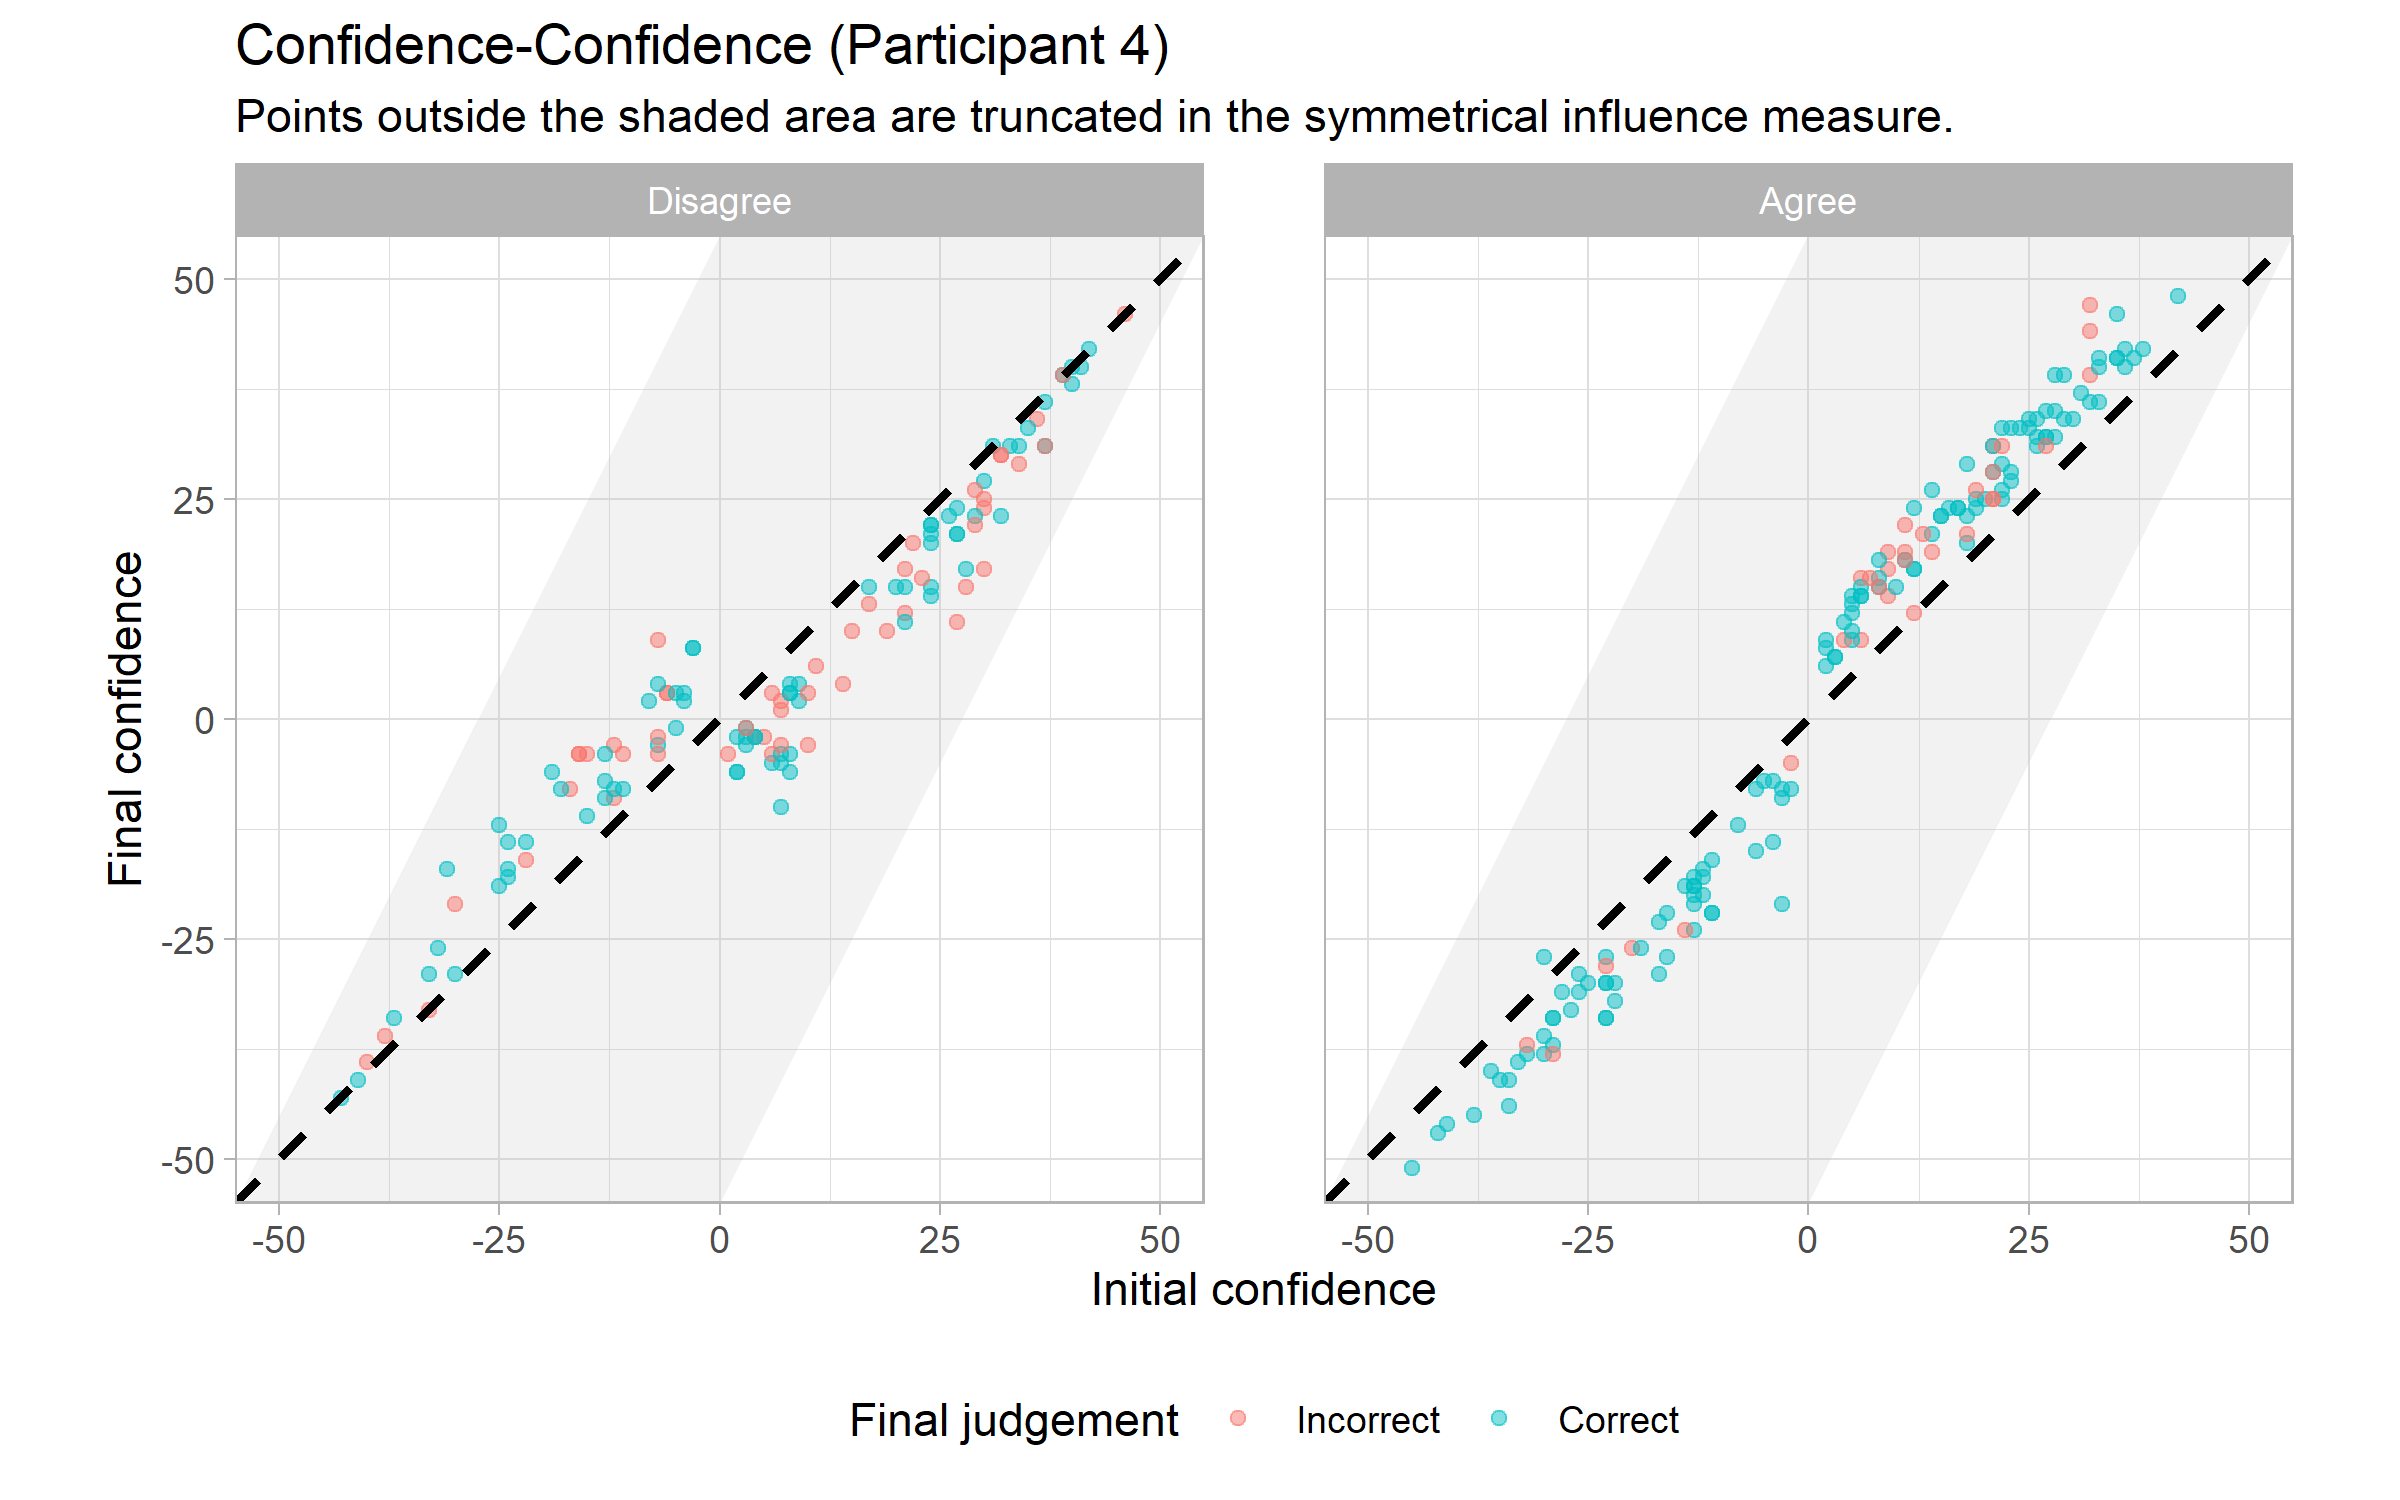 Confidence-Confidence (Participant 4)
Points outside the shaded area are truncated in the symmetrical influence measure.
Disagree
Agree
Final confidence
50
25
0
-25
-50
-50
-25
0
25
50
-50
-25
0
25
50
Initial confidence
Final judgement
Incorrect
Correct